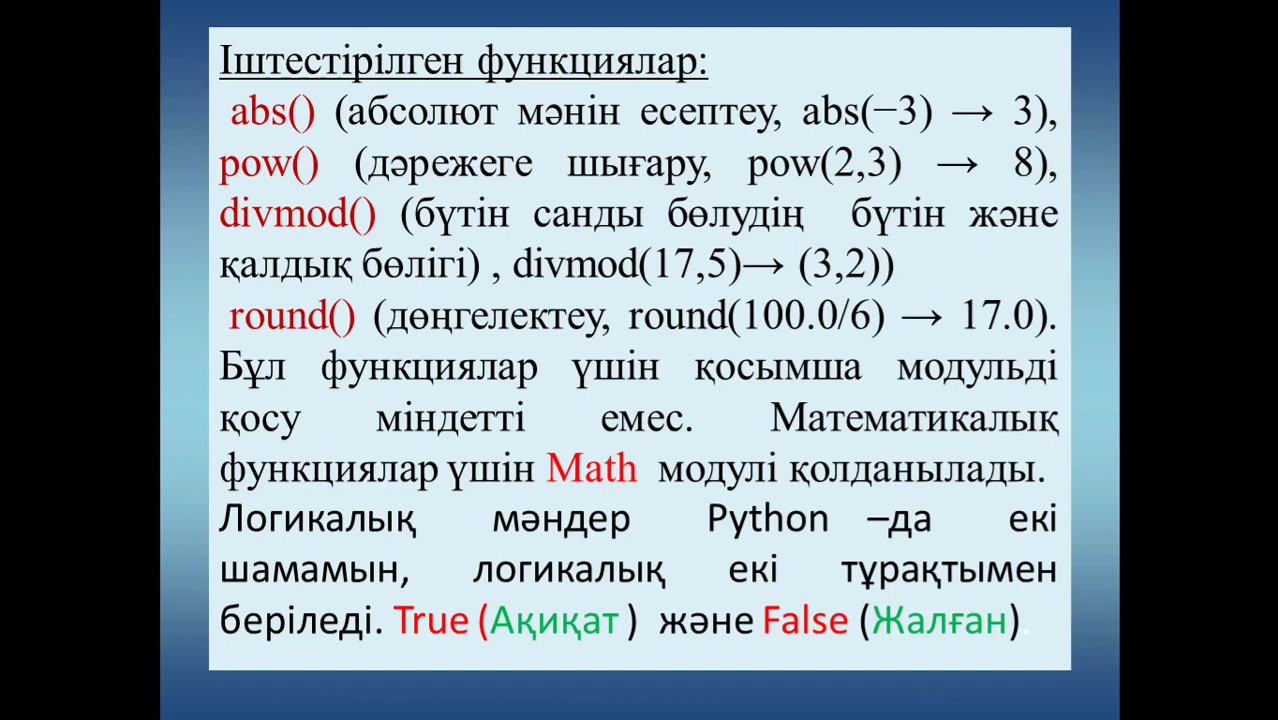 Іштестірілген функциялар:
abs() (абсолют мәнін есептеу, abs(−3) → 3),
pow() (дәрежеге шығару, pow(2,3) → 8),
divmod() (бүтін санды бөлудің бүтін және
қалдық бөлігі) , divmod(17,5)→ (3,2))
round() (дөңгелектеу, round(100.0/6) → 17.0).
Бұл функциялар үшін қосымша модульді
қосу міндетті емес. Математикалық
функциялар үшін Math модулі қолданылады.
Логикалық мәндер Python –да екі
шамамын, логикалық екі тұрақтымен
беріледі. True (Ақиқат ) және False (Жалған).